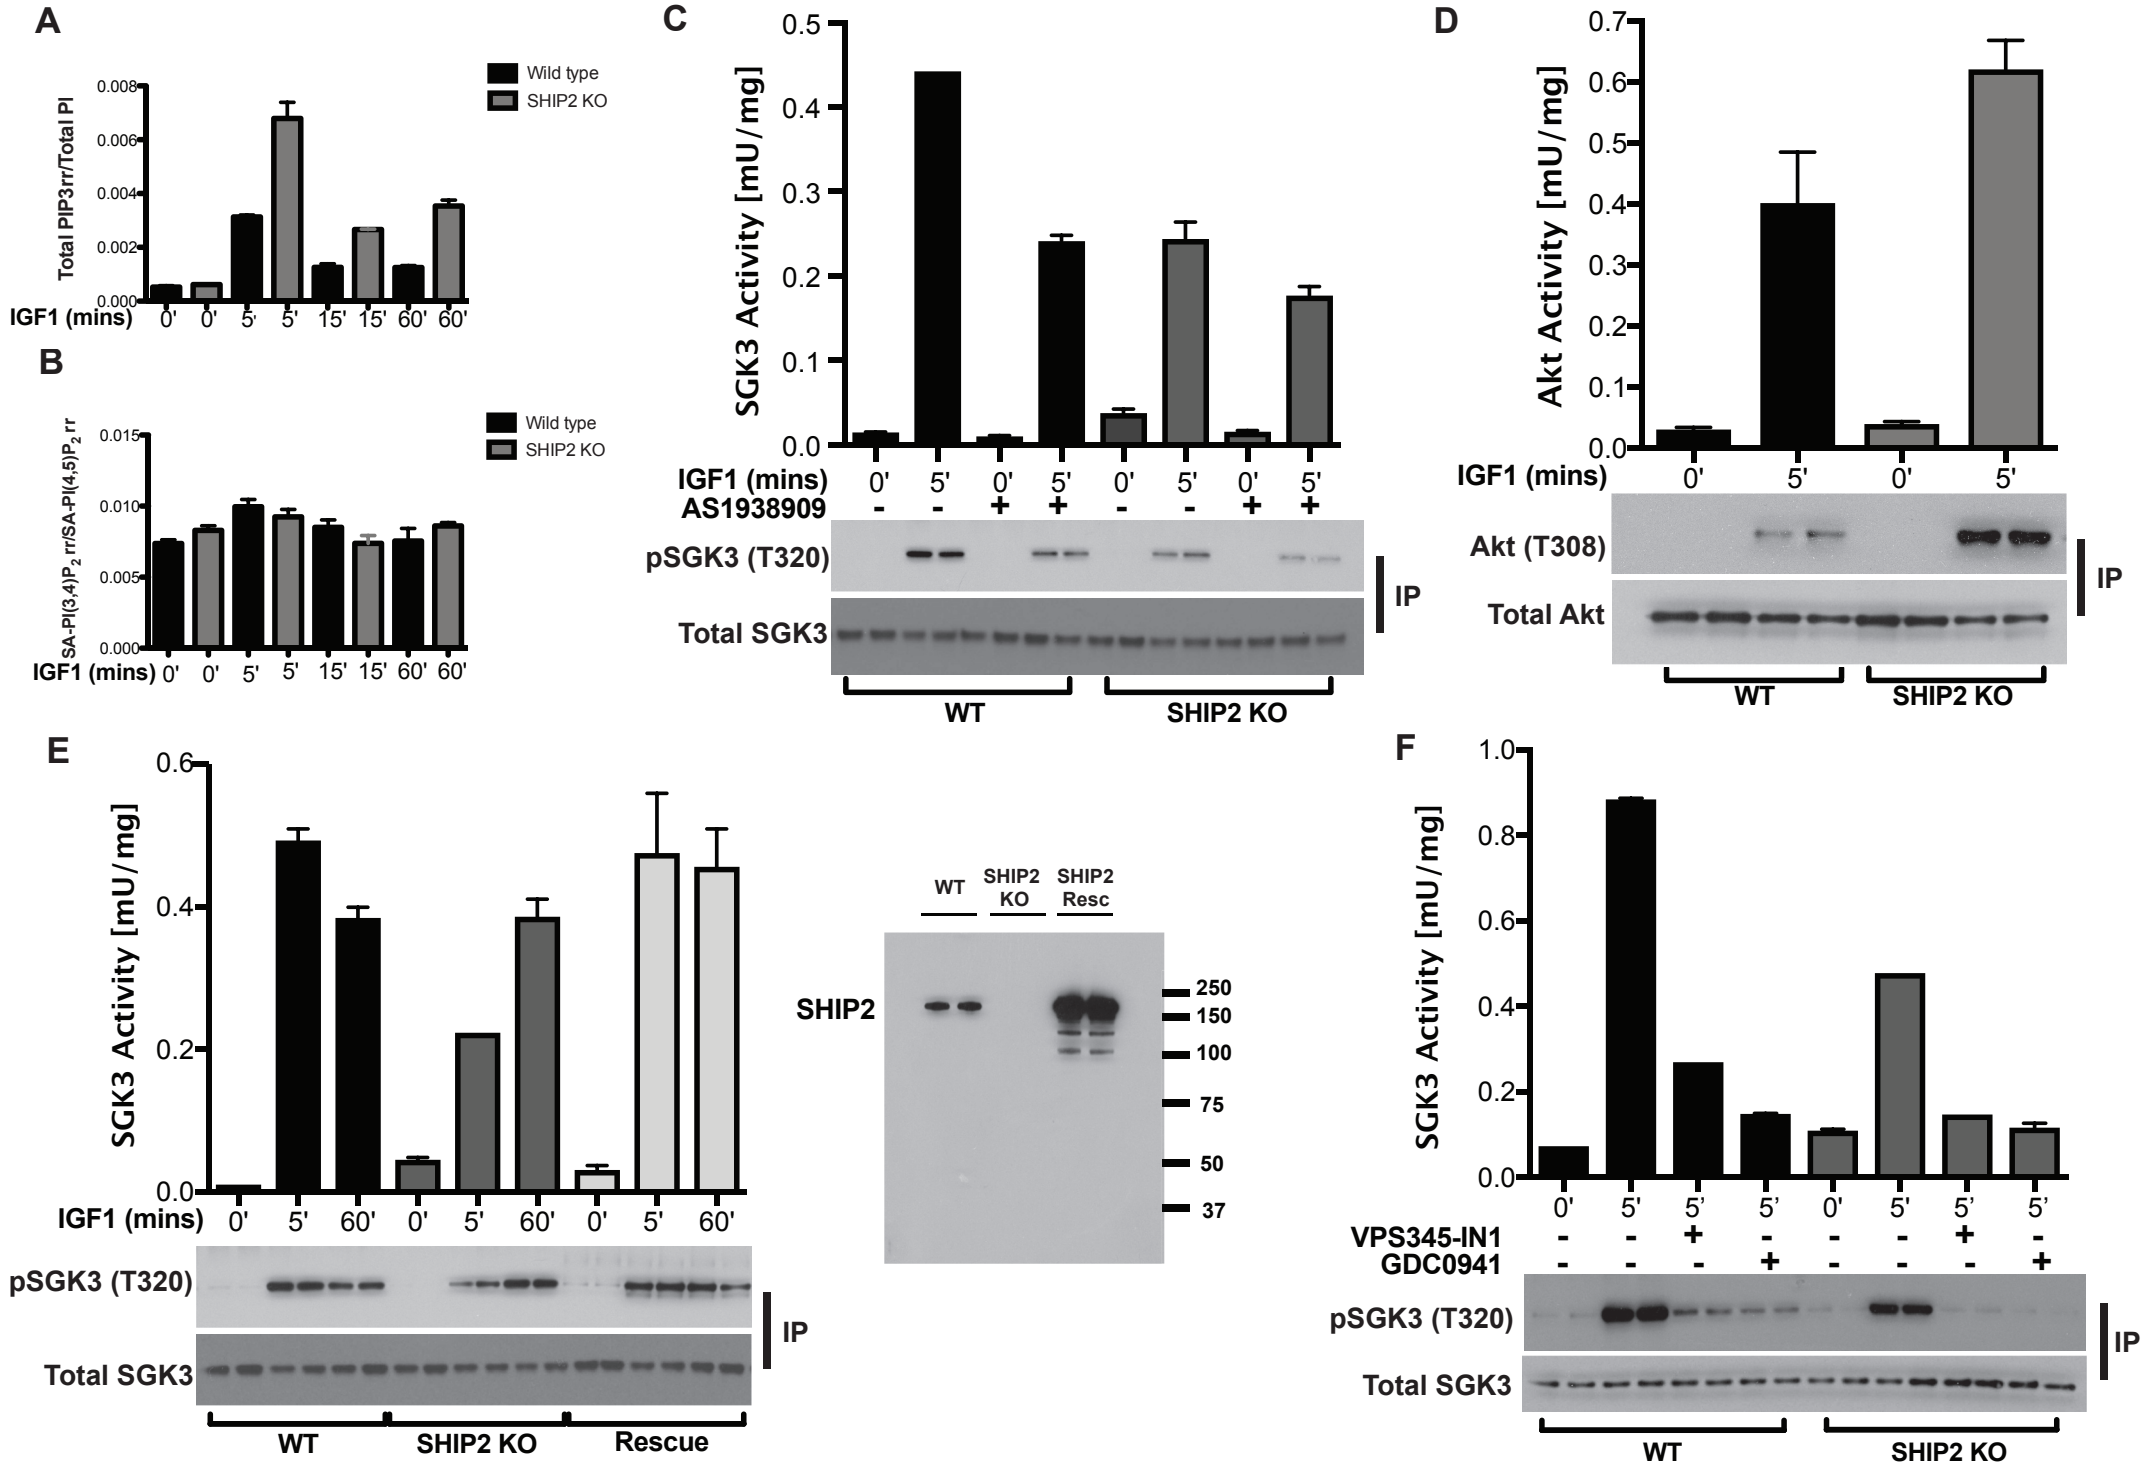 A
Total PIP3rr/Total PI
0.008
0.006
0.004
0.002
0.000
Wild type
SHIP2 KO
IGF1 (mins) 0' 0' 5' 5' 15' 15' 60' 60'
B
SA-PI(3,4)P2 rr/SA-PI(4,5)P2 rr
0.015
0.010
0.005
0.000
Wild type
SHIP2 KO
IGF1 (mins) 0' 0' 5' 5' 15' 15' 60' 60'
C
SGK3 Activity [mU/mg]
0.5
0.4
0.3
0.2
0.1
0.0
IGF1 (mins) 0' 5' 0' 5' 0' 5' 0' 5'
AS1938909 - - + + - - + +
pSGK3 (T320)
Total SGK3
IP
WT SHIP2 KO
D
Akt Activity [mU/mg]
0.7
0.6
0.5
0.4
0.3
0.2
0.1
0.0
IGF1 (mins) 0' 5' 0' 5'
Akt (T308)
Total Akt
IP
WT SHIP2 KO
E
SGK3 Activity [mU/mg]
0.6
0.4
0.2
0.0
IGF1 (mins) 0' 5' 60' 0' 5' 60' 0' 5' 60'
pSGK3 (T320)
Total SGK3
IP
WT SHIP2 KO Rescue
WT SHIP2 KO SHIP2 Resc
SHIP2
250
150
100
75
50
37
F
SGK3 Activity [mU/mg]
1.0
0.8
0.6
0.4
0.2
0.0
0' 5' 5' 5' 0' 5' 5' 5'
VPS345-IN1 - - + - - - + -
GDC0941 - - - + - - - +
pSGK3 (T320)
Total SGK3
IP
WT SHIP2 KO